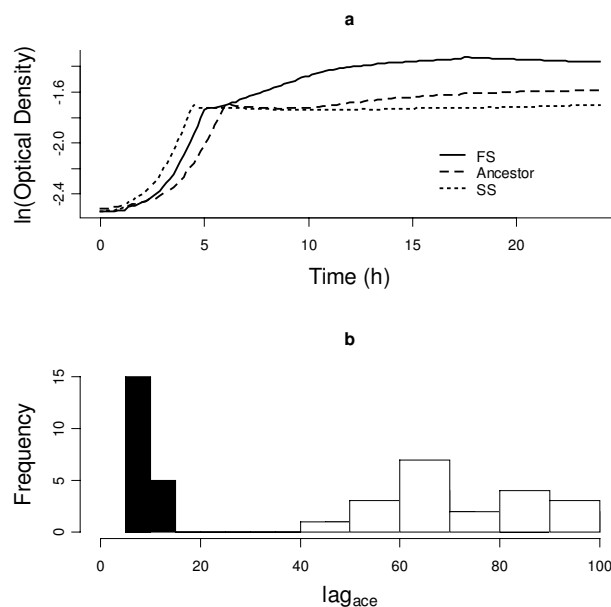 a
ln(Optical Density)
-1.6
-2.0
-2.4
FS
Ancestor
SS
0 5 10 15 20
Time (h)
b
Frequency
15
10
5
0
0 20 40 60 80 100
lag_ace